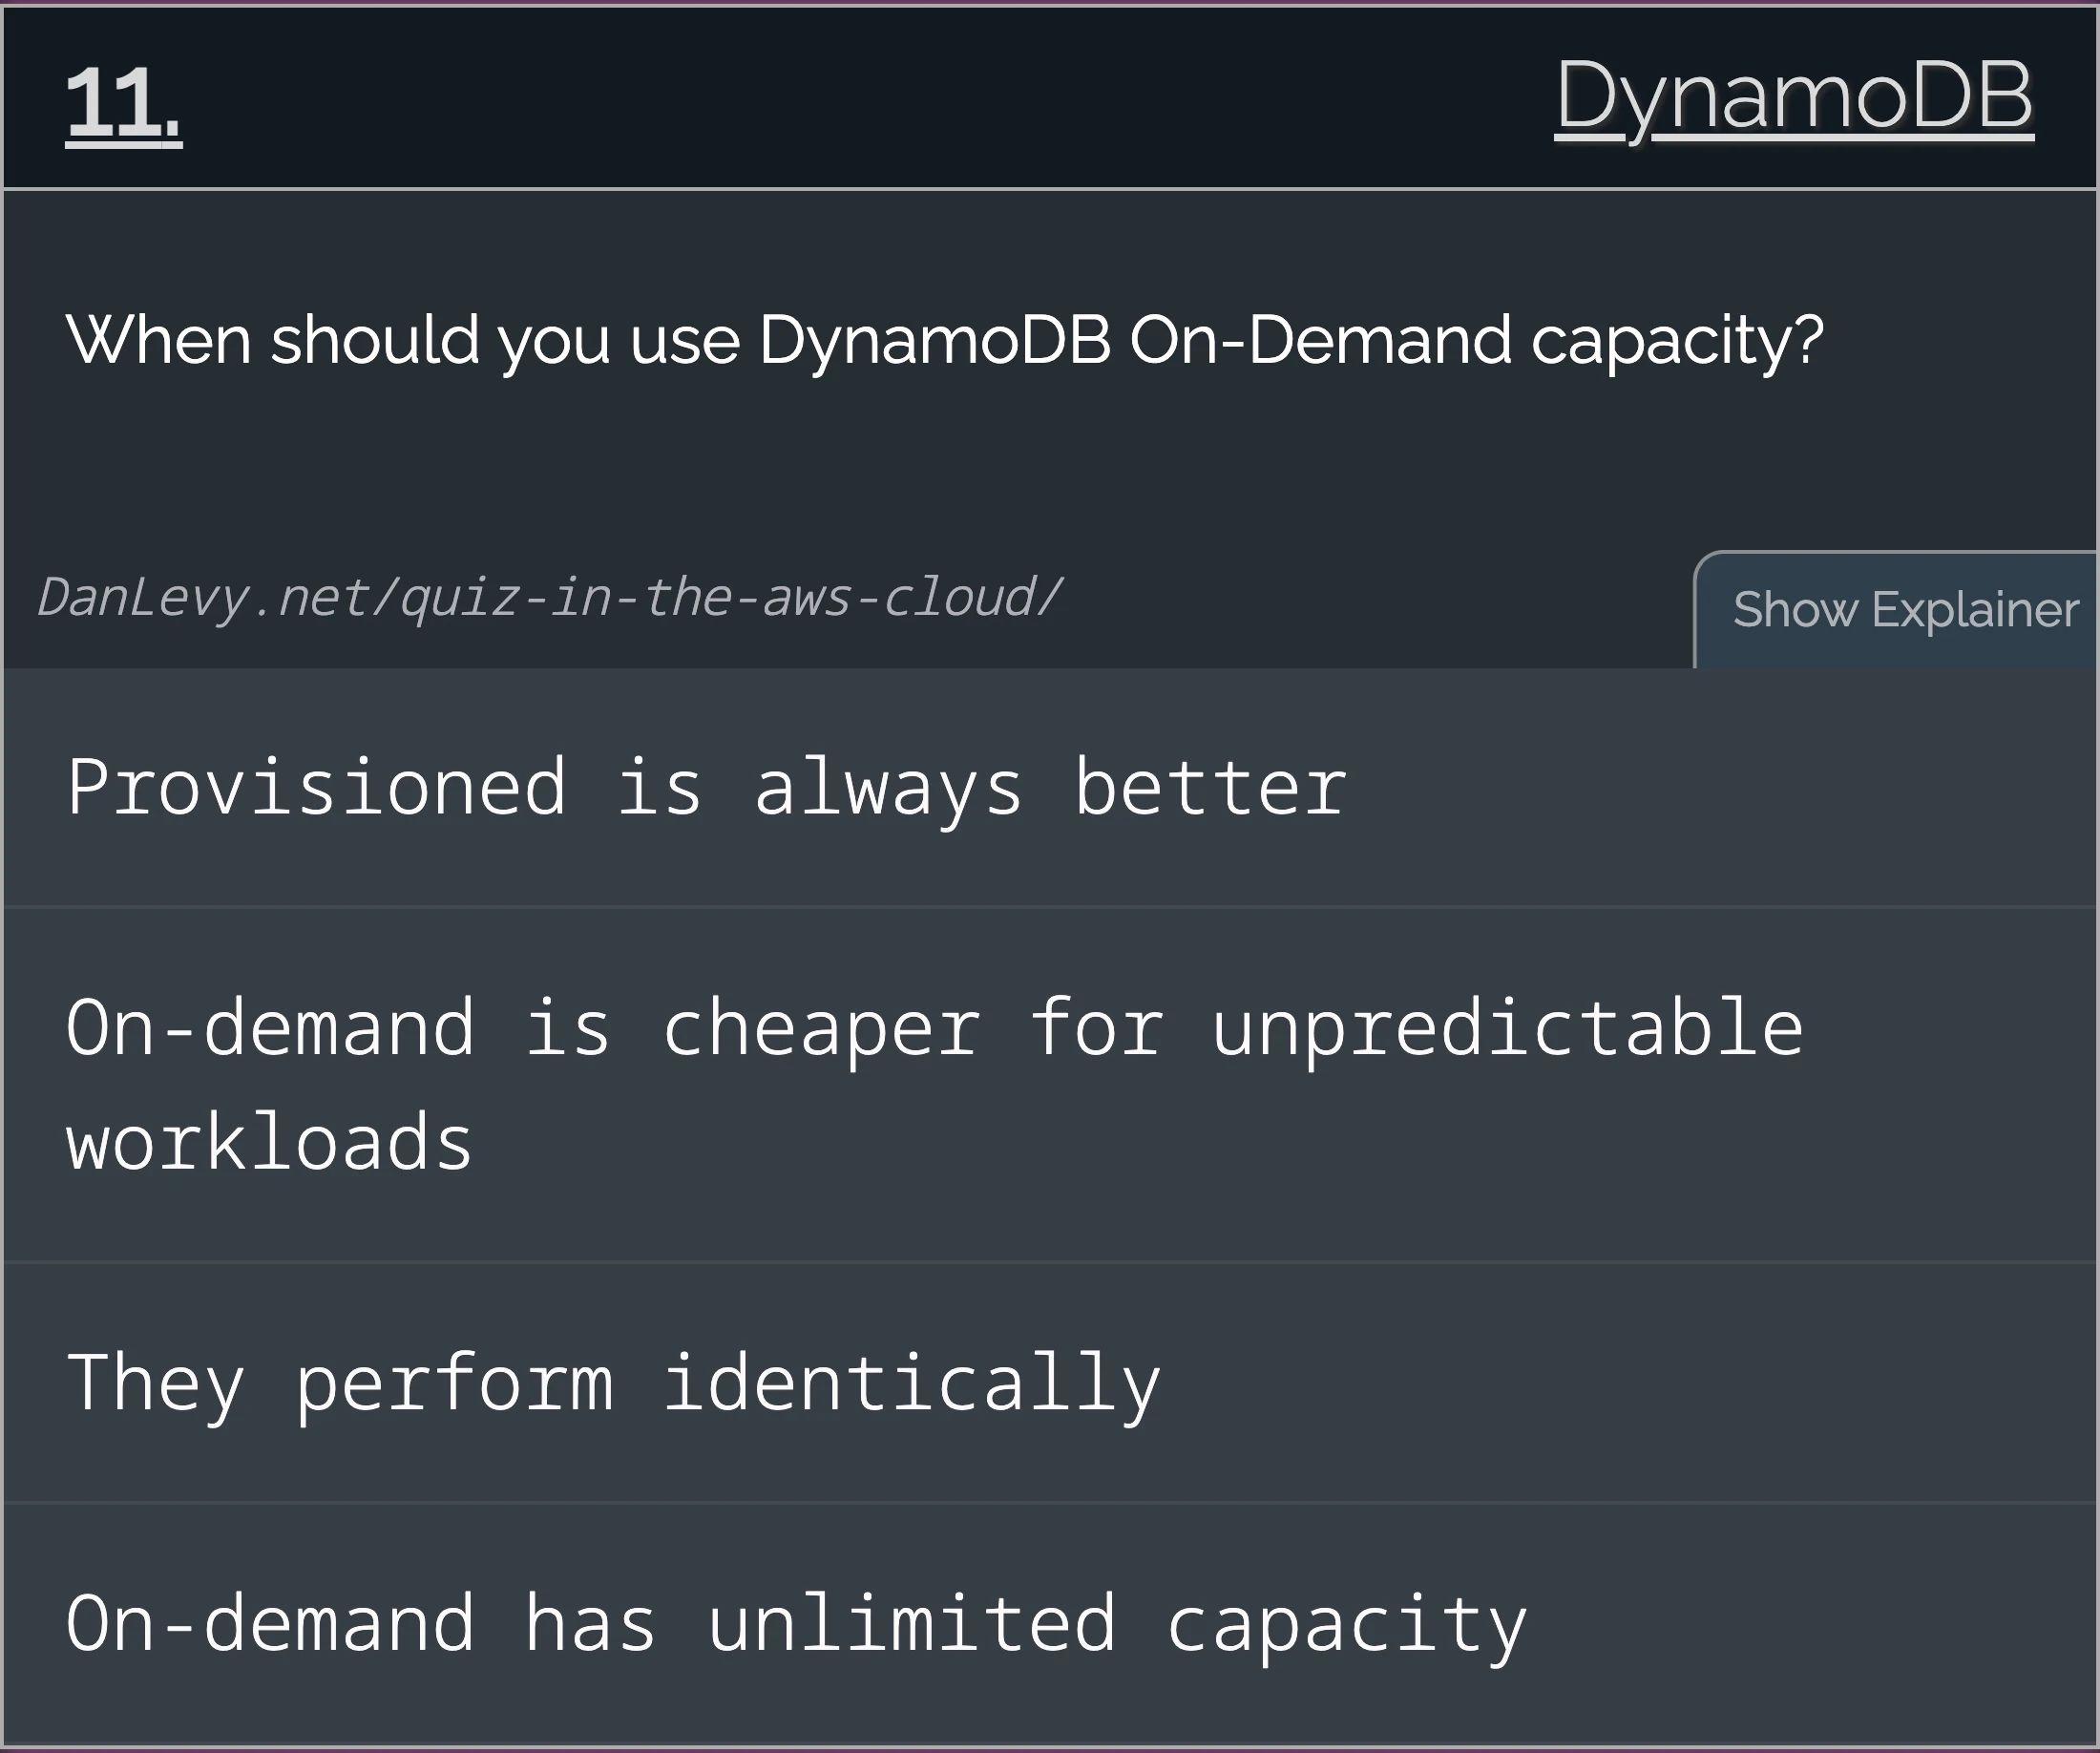 11.
DynamoDB
When should you use DynamoDB On-Demand capacity?
DanLevy.net/quiz-in-the-aws-cloud/
Show Explainer
Provisioned is always better
On-demand is cheaper for unpredictable
workloads
They perform identically
On-demand has unlimited capacity